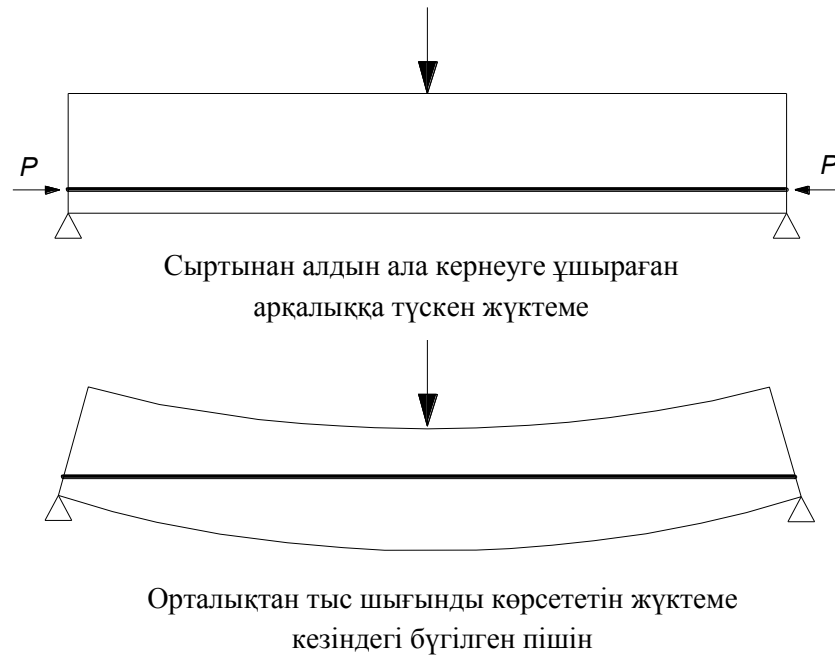 P
P
Сыртынан алдын ала кернеуге ұшыраған
арқалыққа түскен жүктеме
Орталықтан тыс шығынды көрсететін жүктеме
кезіндегі бүгілген пішін